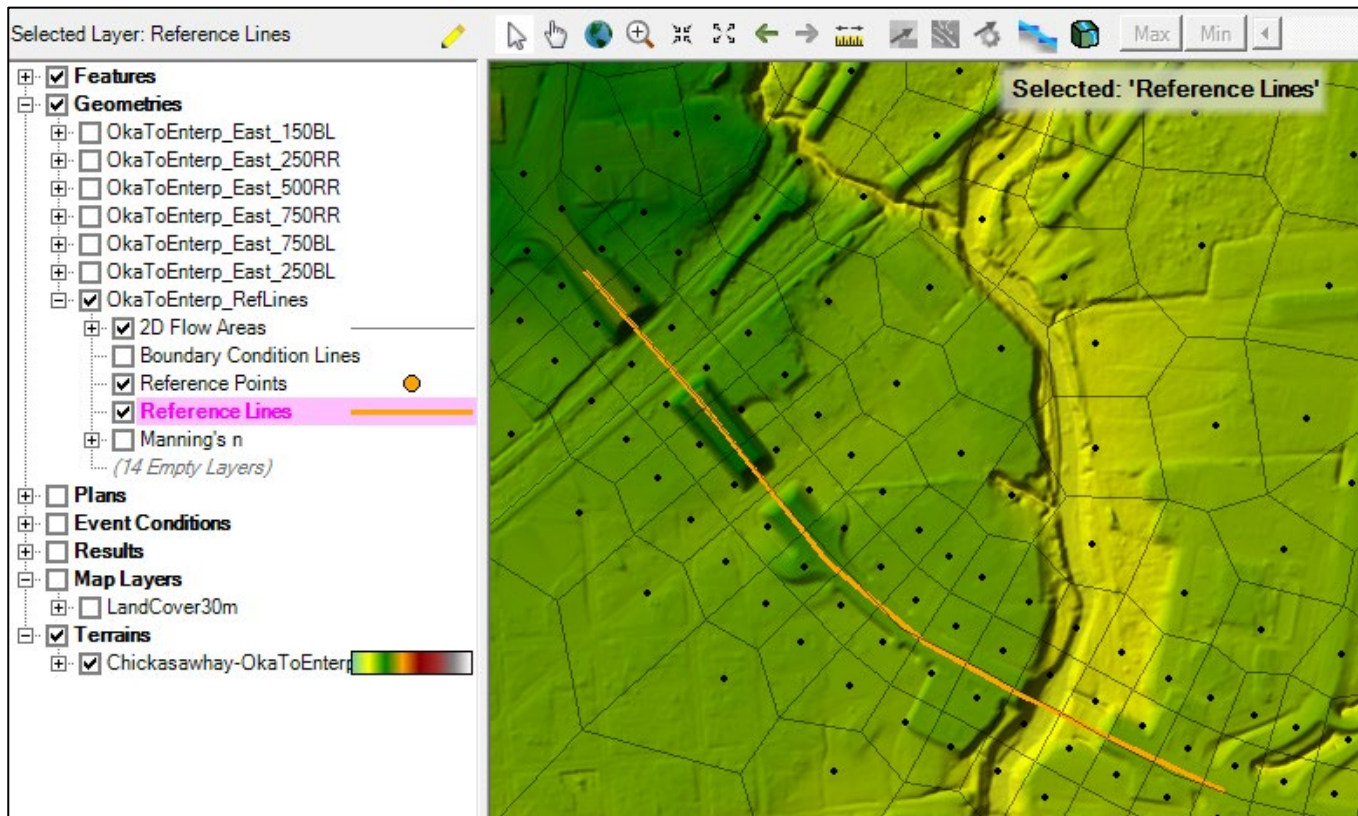 Selected Layer: Reference Lines
Max
Min
Features
Geometries
OkaToEnterp_East_150BL
OkaToEnterp_East_250RR
OkaToEnterp_East_500RR
OkaToEnterp_East_750RR
OkaToEnterp_East_750BL
OkaToEnterp_East_250BL
OkaToEnterp_RefLines
2D Flow Areas
Boundary Condition Lines
Reference Points
Reference Lines
Manning's n
(14 Empty Layers)
Plans
Event Conditions
Results
Map Layers
LandCover30m
Terrains
Chickasawhay-OkaToEnterp
Selected: 'Reference Lines'